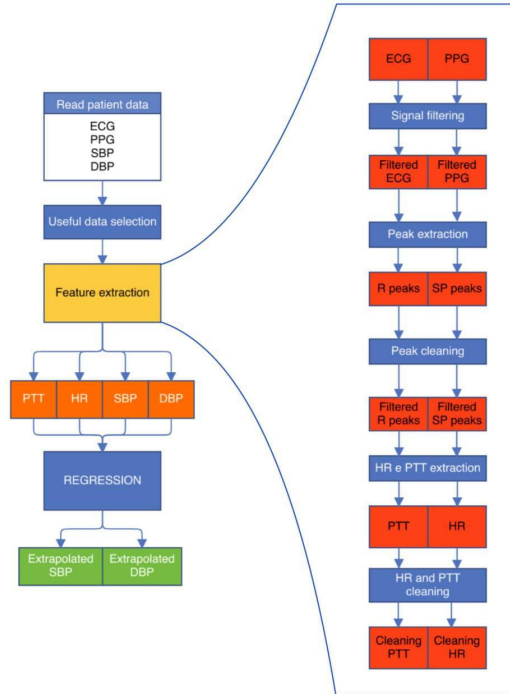 Read patient data
ECG
PPG
SBP
DBP
Useful data selection
Feature extraction
PTT HR SBP DBP
REGRESSION
Extrapolated Extrapolated
SBP DBP
ECG PPG
Signal filtering
Filtered Filtered
ECG PPG
Peak extraction
R peaks SP peaks
Peak cleaning
Filtered Filtered
R peaks SP peaks
HR e PTT extraction
PTT HR
HR and PTT
cleaning
Cleaning Cleaning
PTT HR